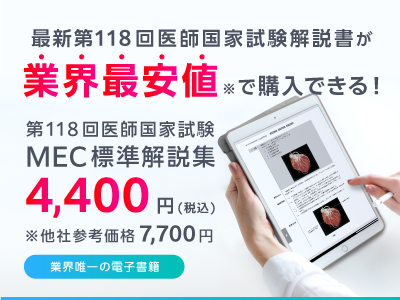 最新第118回医師国家試験解説書が
業界最安値※で購入できる！
第118回医師国家試験
MEC標準解説集
4,400円(税込)
※他社参考価格7,700円
業界唯一の電子書籍